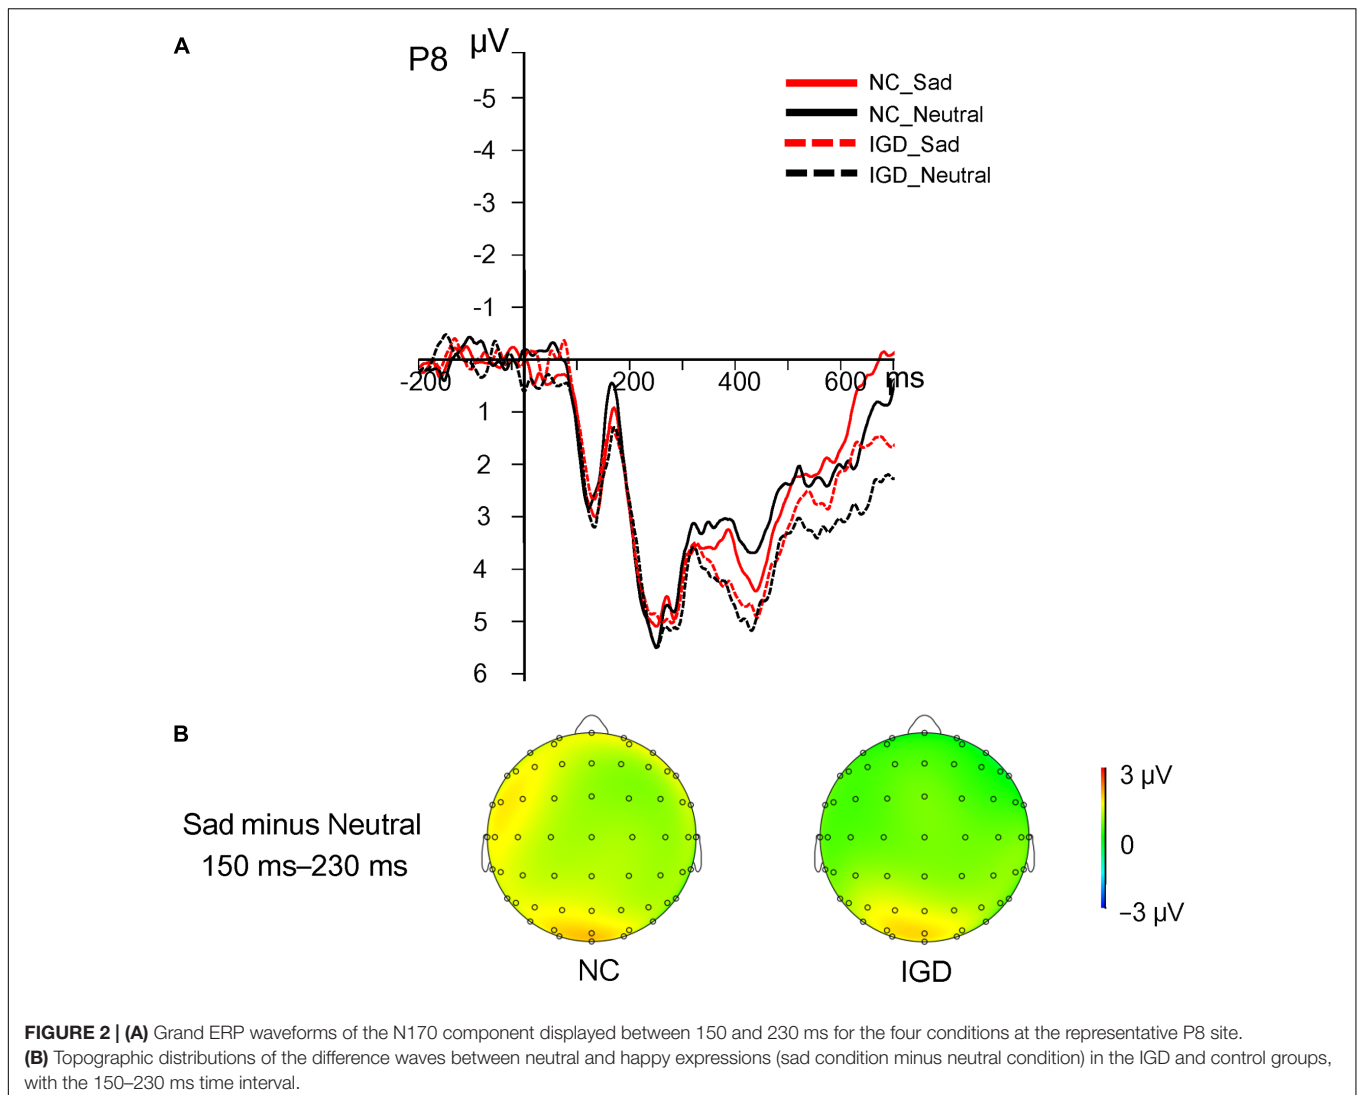 A
P8
μV
-5
-4
-3
-2
-1
1
2
3
4
5
6
-200
200
400
600
ms
NC_Sad
NC_Neutral
IGD_Sad
IGD_Neutral
B
Sad minus Neutral
150 ms–230 ms
NC
IGD
3 μV
0
−3 μV
FIGURE 2 | (A) Grand ERP waveforms of the N170 component displayed between 150 and 230 ms for the four conditions at the representative P8 site.
(B) Topographic distributions of the difference waves between neutral and happy expressions (sad condition minus neutral condition) in the IGD and control groups,
with the 150–230 ms time interval.